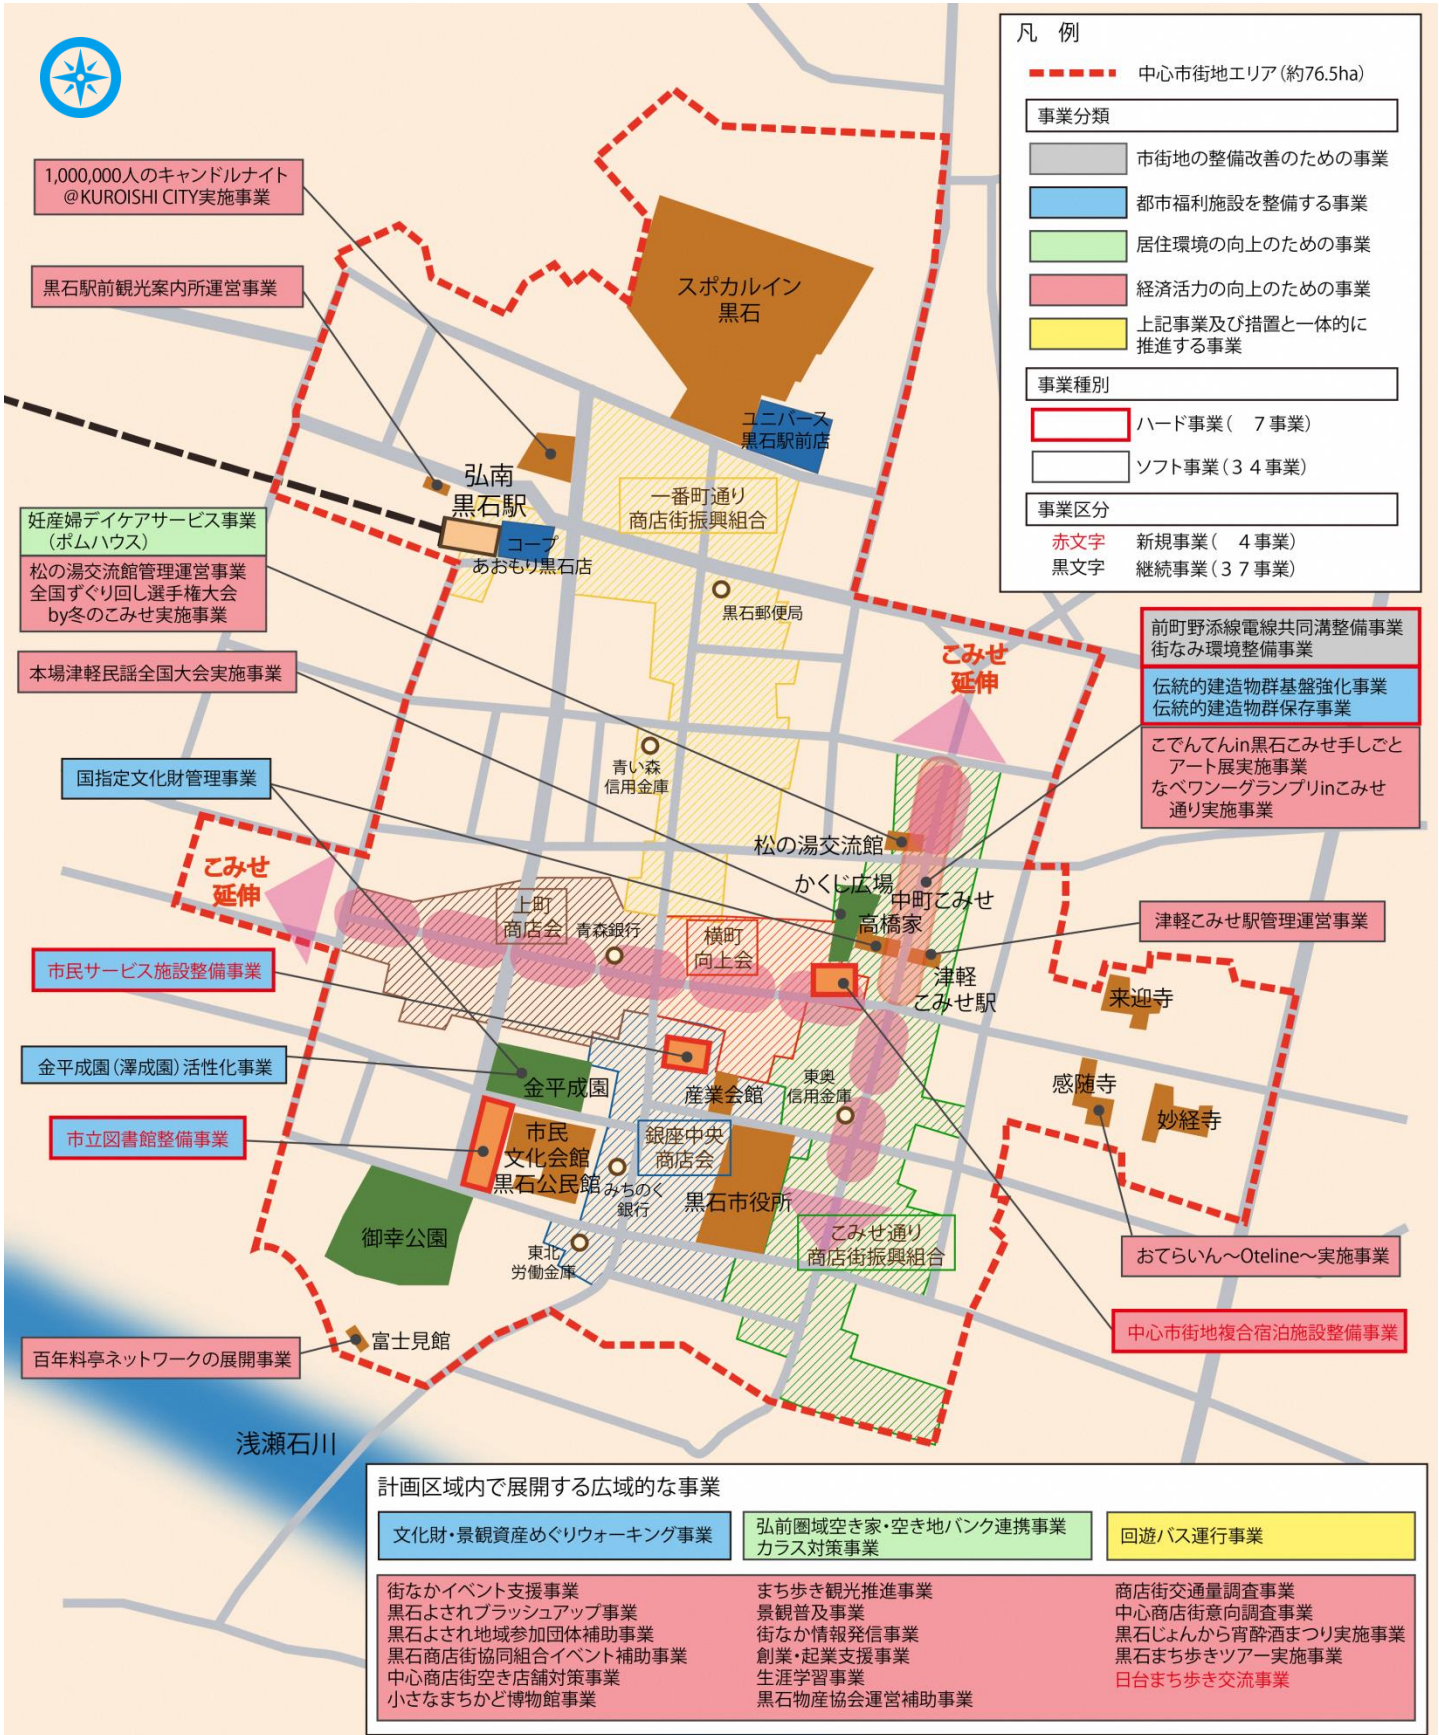 凡　例
中心市街地エリア（約76.5ha）
事業分類
市街地の整備改善のための事業
都市福利施設を整備する事業
居住環境の向上のための事業
経済活力の向上のための事業
上記事業及び措置と一体的に
推進する事業
事業種別
ハード事業（　７事業）
ソフト事業（３４事業）
事業区分
赤文字　新規事業（　４事業）
黒文字　継続事業（３７事業）
1,000,000人のキャンドルナイト
@KUROISHI CITY実施事業
黒石駅前観光案内所運営事業
妊産婦デイケアサービス事業
（ポムハウス）
松の湯交流館管理運営事業
全国ずぐり回し選手権大会
by冬のこみせ実施事業
本場津軽民謡全国大会実施事業
国指定文化財管理事業
市民サービス施設整備事業
金平成園（澤成園）活性化事業
市立図書館整備事業
百年料亭ネットワークの展開事業
スポカルイン
黒石
ユニバース
黒石駅前店
弘南
黒石駅
コープ
あおもり黒石店
一番町通り
商店街振興組合
黒石郵便局
青い森
信用金庫
こみせ
延伸
前町野添線電線共同溝整備事業
街なみ環境整備事業
伝統的建造物群基盤強化事業
伝統的建造物群保存事業
こでんてんin黒石こみせ手しごと
アート展実施事業
なべワングランプリinこみせ
通り実施事業
松の湯交流館
かくじ広場
中町こみせ
高橋家
津軽こみせ駅管理運営事業
津軽
こみせ駅
こみせ
延伸
上町
商店会
青森銀行
横町
向上会
来迎寺
感随寺
妙経寺
金平成園
産業会館
東奥
信用金庫
市民
文化会館
黒石公民館
銀座中央
商店会
みちのく
銀行
黒石市役所
東北
労働金庫
こみせ通り
商店街振興組合
御幸公園
おてらいん～Oteline～実施事業
中心市街地複合宿泊施設整備事業
富士見館
浅瀬石川
計画区域内で展開する広域的な事業
文化財・景観資産めぐりウォーキング事業
弘前圏域空き家・空き地バンク連携事業
カラス対策事業
回遊バス運行事業
街なかイベント支援事業
黒石よされブラッシュアップ事業
黒石よされ地域参加団体補助事業
黒石商店街協同組合イベント補助事業
中心商店街空き店舗対策事業
小さなまちかど博物館事業
まち歩き観光推進事業
景観普及事業
街なか情報発信事業
創業・起業支援事業
生涯学習事業
黒石物産協会運営補助事業
商店街交通量調査事業
中心商店街意向調査事業
黒石じょんから宵酔酒まつり実施事業
黒石まち歩きツアー実施事業
日台まち歩き交流事業